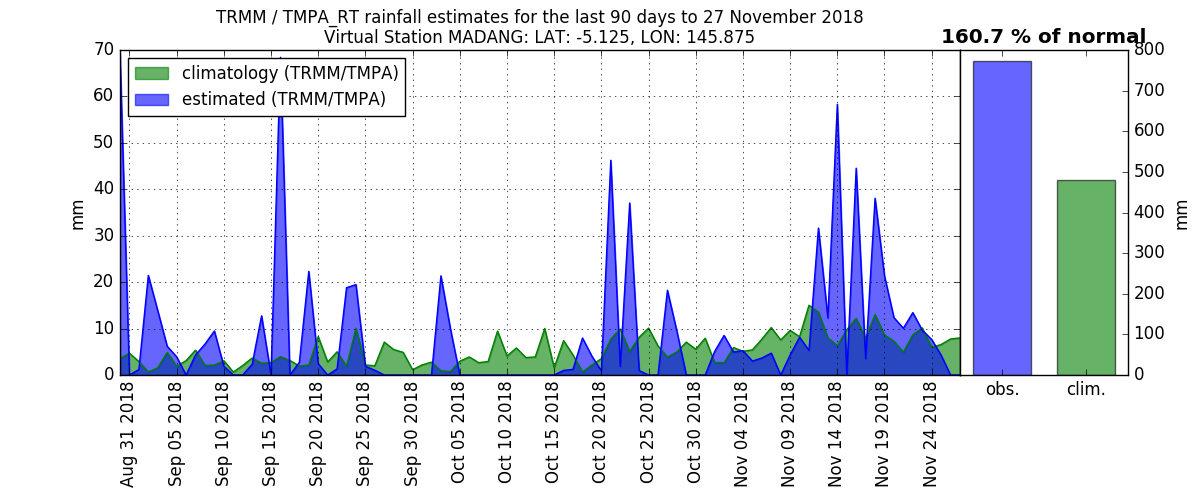 TRMM / TMPA_RT rainfall estimates for the last 90 days to 27 November 2018
Virtual Station MADANG: LAT: -5.125, LON: 145.875
160.7 % of normal
climatology (TRMM/TMPA)
estimated (TRMM/TMPA)
mm
70
60
50
40
30
20
10
0
Aug 31 2018
Sep 05 2018
Sep 10 2018
Sep 15 2018
Sep 20 2018
Sep 25 2018
Sep 30 2018
Oct 05 2018
Oct 10 2018
Oct 15 2018
Oct 20 2018
Oct 25 2018
Oct 30 2018
Nov 04 2018
Nov 09 2018
Nov 14 2018
Nov 19 2018
Nov 24 2018
obs.
clim.
800
700
600
500
400
300
200
100
0
mm